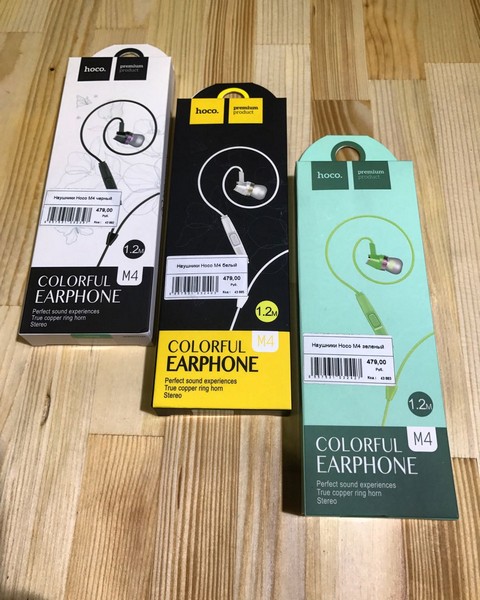 hoco.
premium
product
Наушники Hoco M4 черный
479,00
Руб.
1.2M
M4
COLORFUL
EARPHONE
Perfect sound experiences
True copper ring horn
Stereo
hoco.
premium
product
Наушники Hoco M4 белый
479,00
Руб.
1.2M
M4
COLORFUL
EARPHONE
Perfect sound experiences
True copper ring horn
Stereo
hoco.
premium
product
Наушники Hoco M4 зеленый
479,00
Руб.
1.2M
M4
COLORFUL
EARPHONE
Perfect sound experiences
True copper ring horn
Stereo